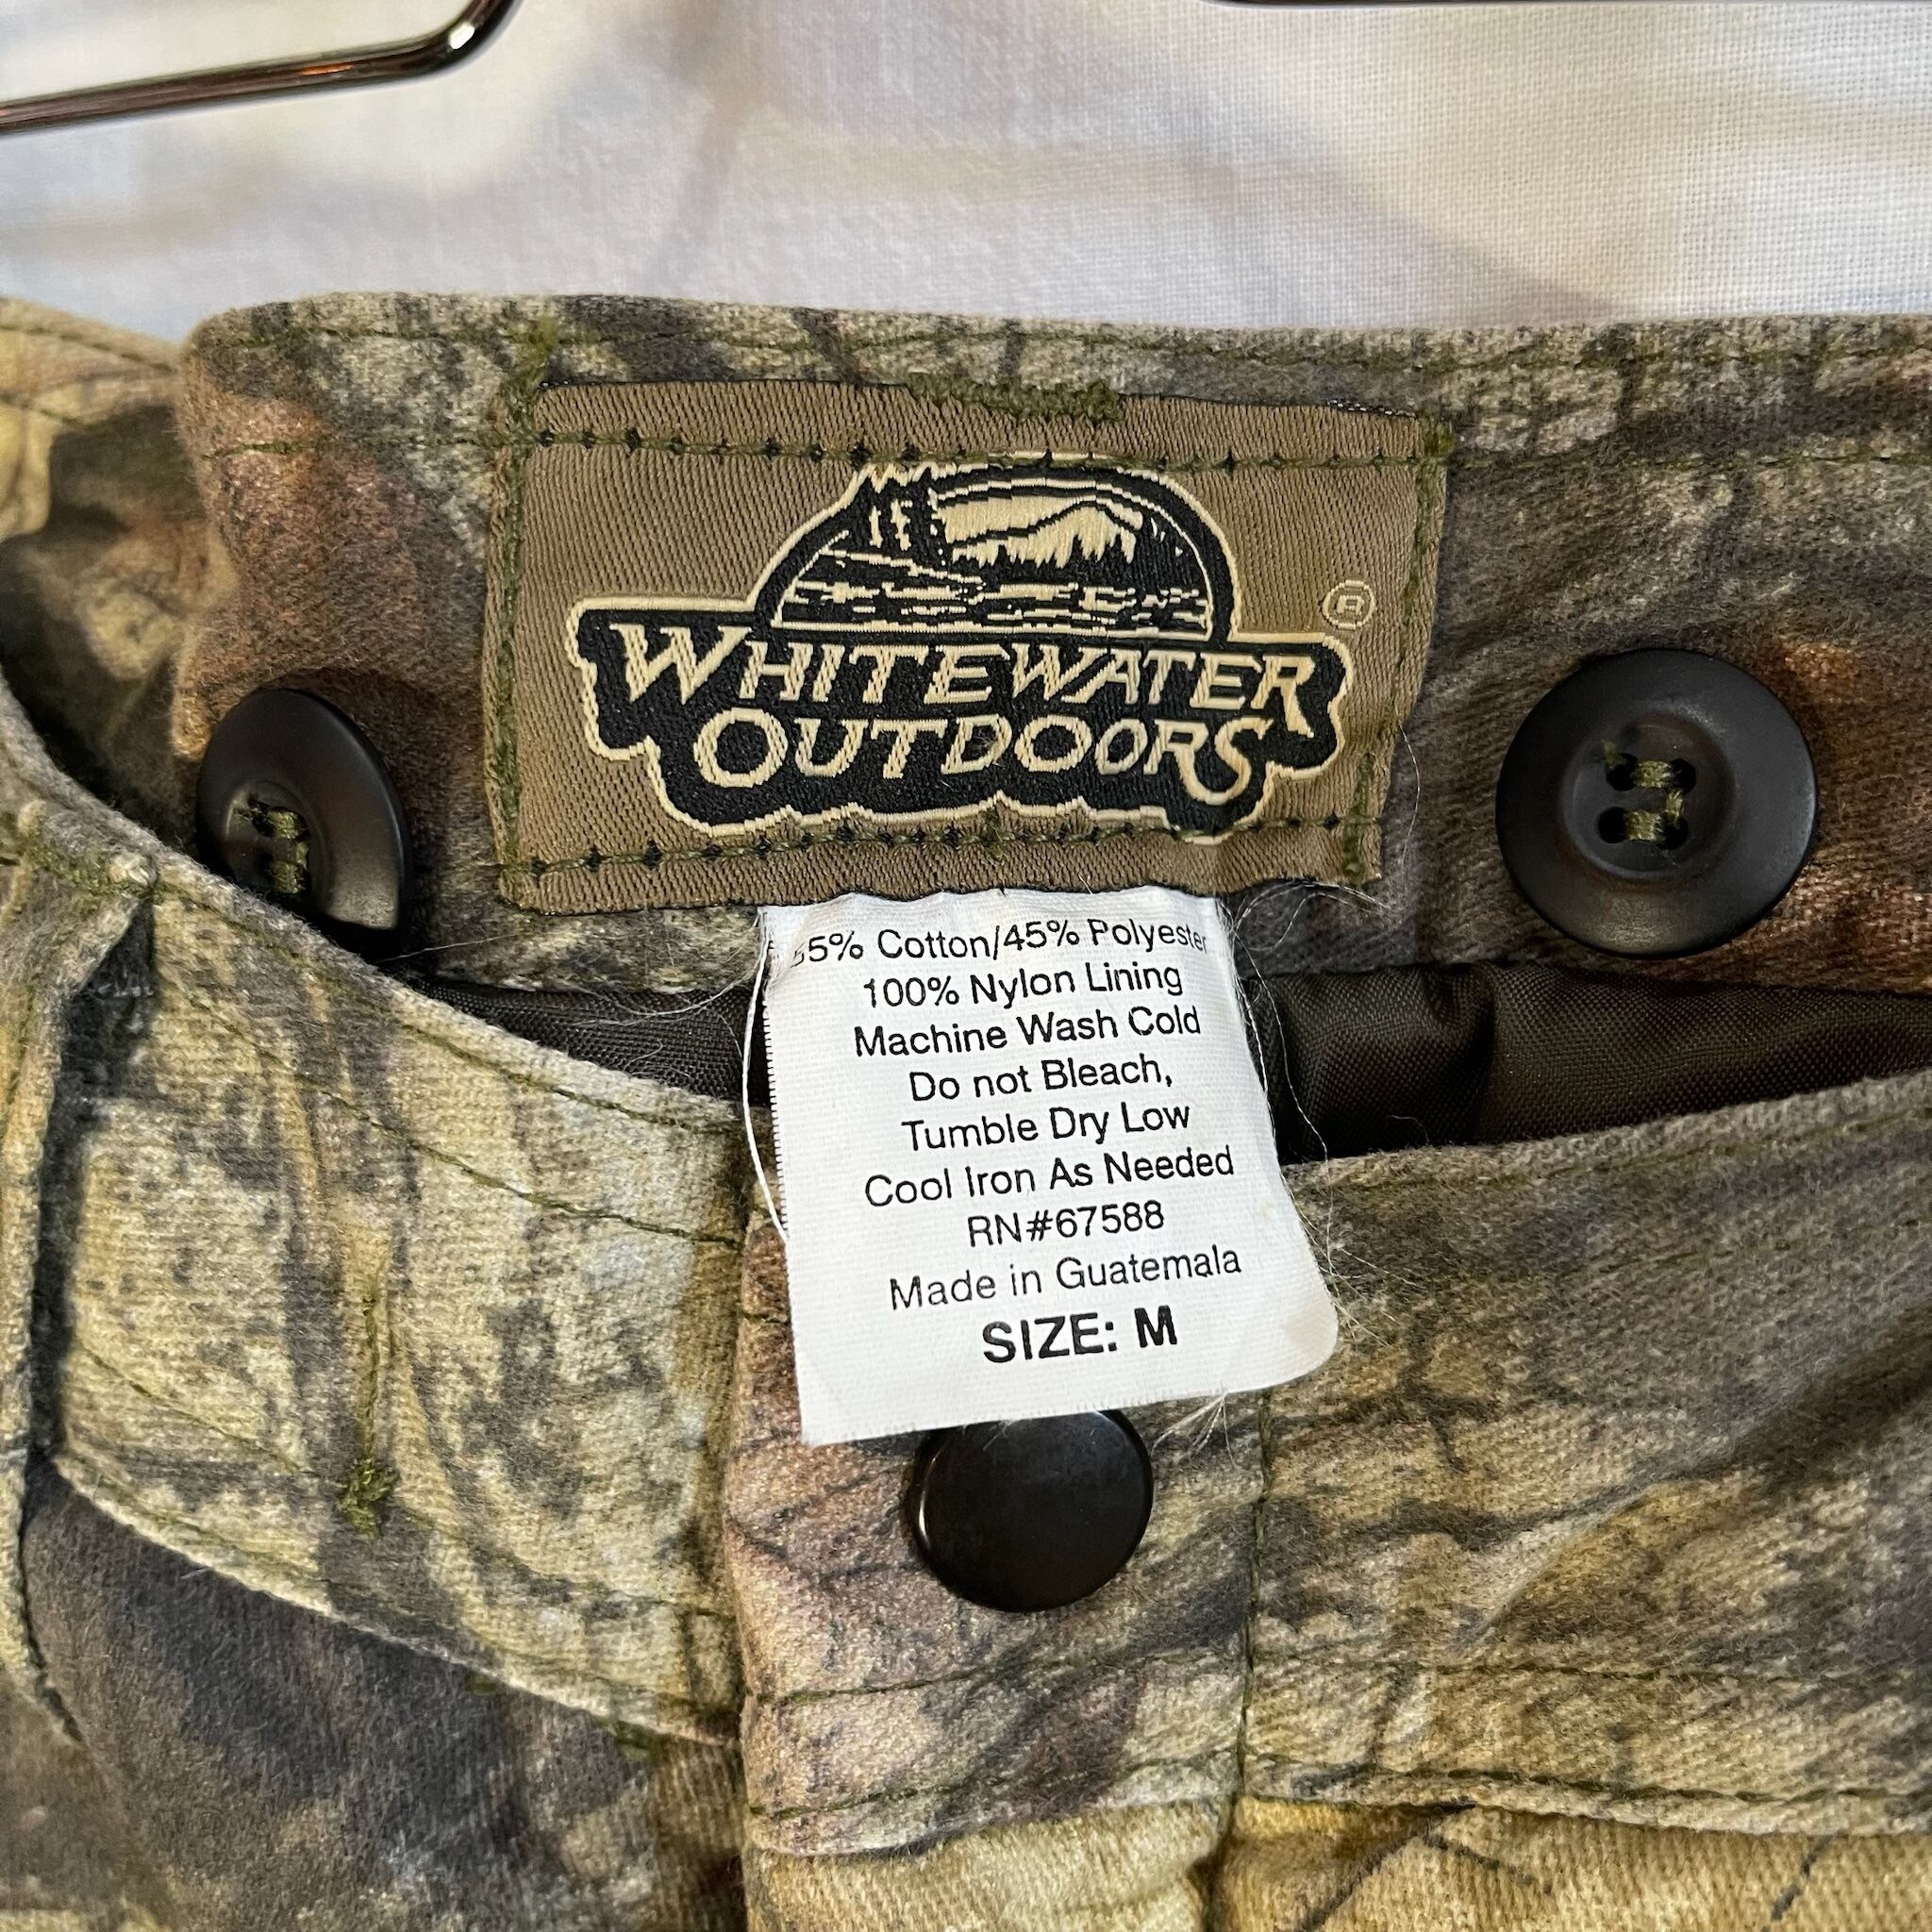 WHITEWATER
OUTDOORS
®
55% Cotton/45% Polyester
100% Nylon Lining
Machine Wash Cold
Do not Bleach,
Tumble Dry Low
Cool Iron As Needed
RN#67588
Made in Guatemala
SIZE: M